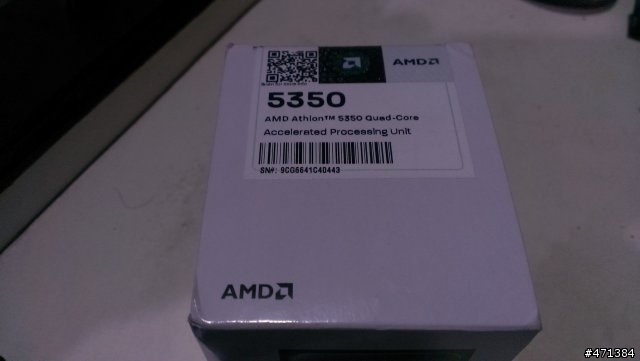 AMD
5350
AMD Athlon™ 5350 Quad-Core
Accelerated Processing Unit
SN#: 9CG6641C40443
AMD
#471384